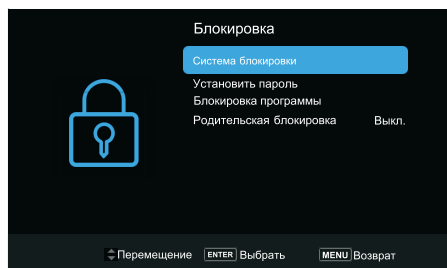 Блокировка
Система блокировки
Установить пароль
Блокировка программы
Родительская блокировка Выкл.
Перемещение ENTER Выбрать MENU Возврат